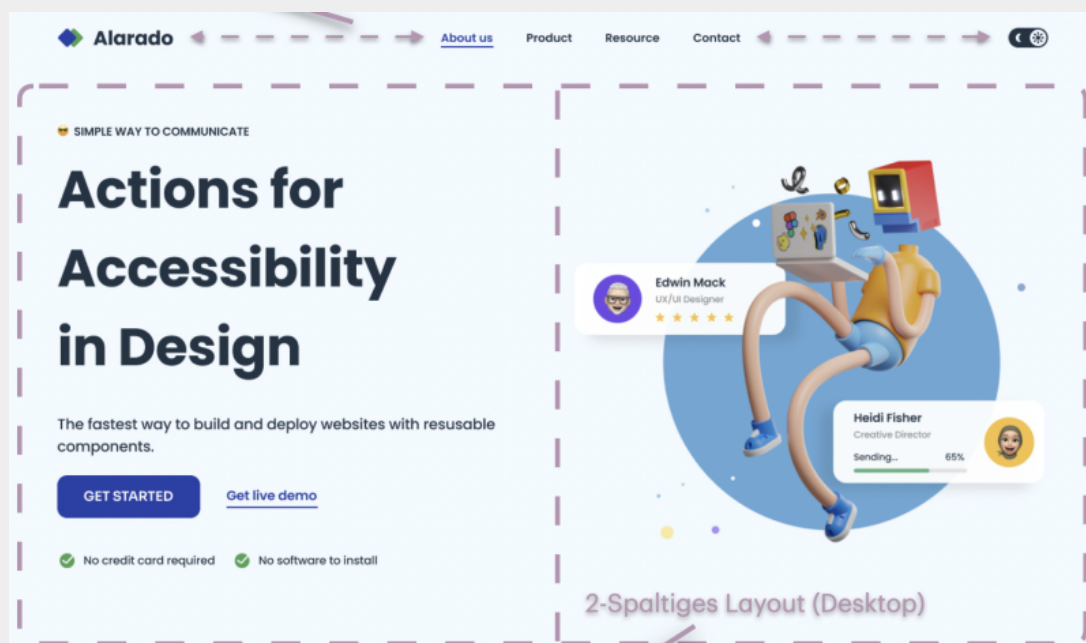 Alarado
About us
Product
Resource
Contact
SIMPLE WAY TO COMMUNICATE
Actions for
Accessibility
in Design
The fastest way to build and deploy websites with resusable
components.
GET STARTED
Get live demo
No credit card required
No software to install
Edwin Mack
UX/UI Designer
Heidi Fisher
Creative Director
Sending... 65%
2-Spaltiges Layout (Desktop)